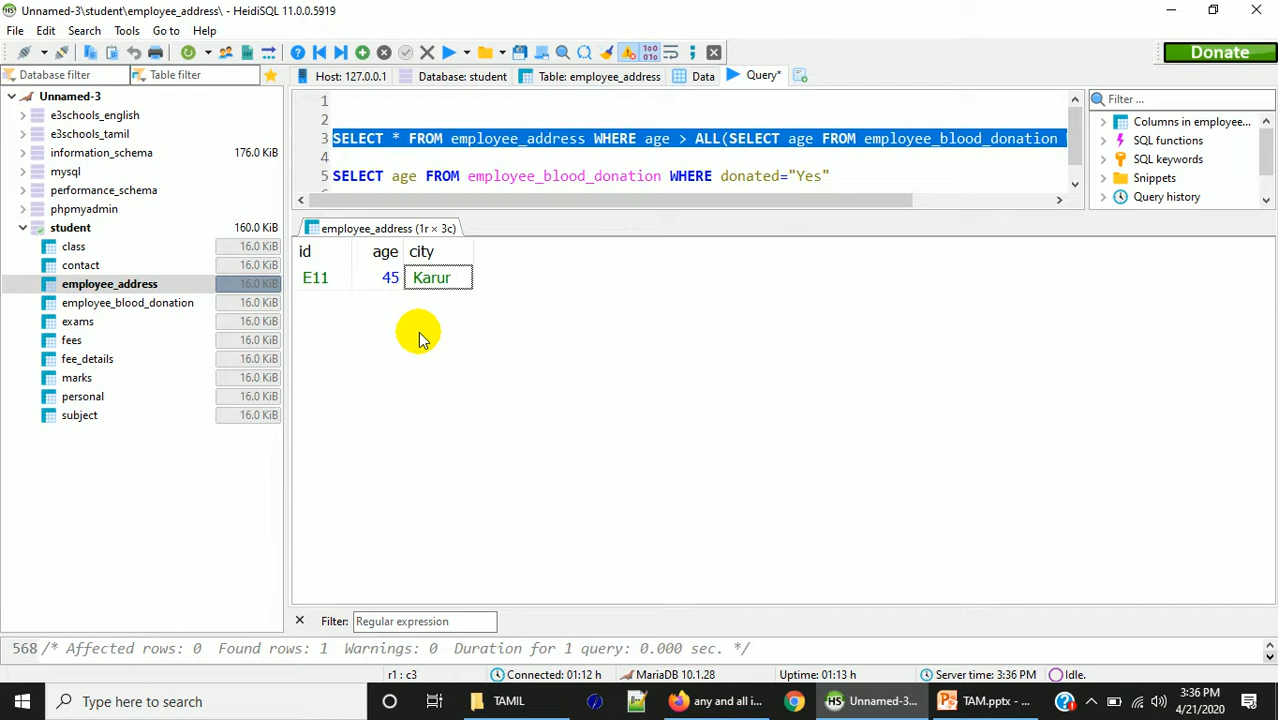 Unnamed-3\student\employee_address\ - HeidiSQL 11.0.0.5919
File Edit Search Tools Go to Help
Donate
Database filter Table filter Host: 127.0.0.1 Database: student Table: employee_address Data Query*
Unnamed-3
e3schools_english
e3schools_tamil
information_schema 176.0 KiB
mysql
performance_schema
phpmyadmin
student 160.0 KiB
class 16.0 KiB
contact 16.0 KiB
employee_address 16.0 KiB
employee_blood_donation 16.0 KiB
exams 16.0 KiB
fees 16.0 KiB
fee_details 16.0 KiB
marks 16.0 KiB
personal 16.0 KiB
subject 16.0 KiB
1
2
3 SELECT * FROM employee_address WHERE age > ALL(SELECT age FROM employee_blood_donation
4
5 SELECT age FROM employee_blood_donation WHERE donated="Yes"
Filter ...
Columns in employee...
SQL functions
SQL keywords
Snippets
Query history
employee_address (1r × 3c)
id age city
E11 45 Karur
Filter: Regular expression
568 /* Affected rows: 0 Found rows: 1 Warnings: 0 Duration for 1 query: 0.000 sec. */
r1 : c3 Connected: 01:12 h MariaDB 10.1.28 Uptime: 01:13 h Server time: 3:36 PM Idle.
Type here to search TAMIL any and all i... Unnamed-3\stude... TAM.pptx - ... 3:36 PM
4/21/2020